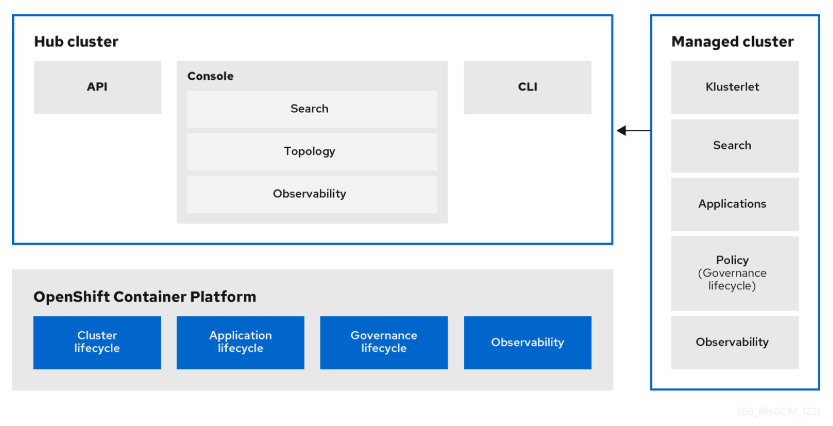 Hub cluster
API
Console
Search
Topology
Observability
CLI
OpenShift Container Platform
Cluster
lifecycle
Application
lifecycle
Governance
lifecycle
Observability
Managed cluster
Klusterlet
Search
Applications
Policy
(Governance
lifecycle)
Observability
186_RHACM_1221